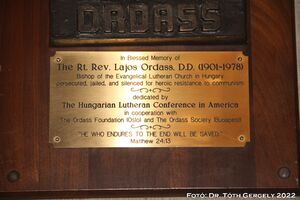 ORDASS
In Blessed Memory of
The Rt. Rev. Lajos Ordass, D.D. (1901-1978)
Bishop of the Evangelical Lutheran Church in Hungary
persecuted, jailed, and silenced for heroic resistance to communism
dedicated by
The Hungarian Lutheran Conference in America
in cooperation with
The Ordass Foundation (Oslo) and The Ordass Society (Budapest)
"HE WHO ENDURES TO THE END WILL BE SAVED."
Matthew 24:13
FOTÓ: DR. TÓTH GERGELY 2022